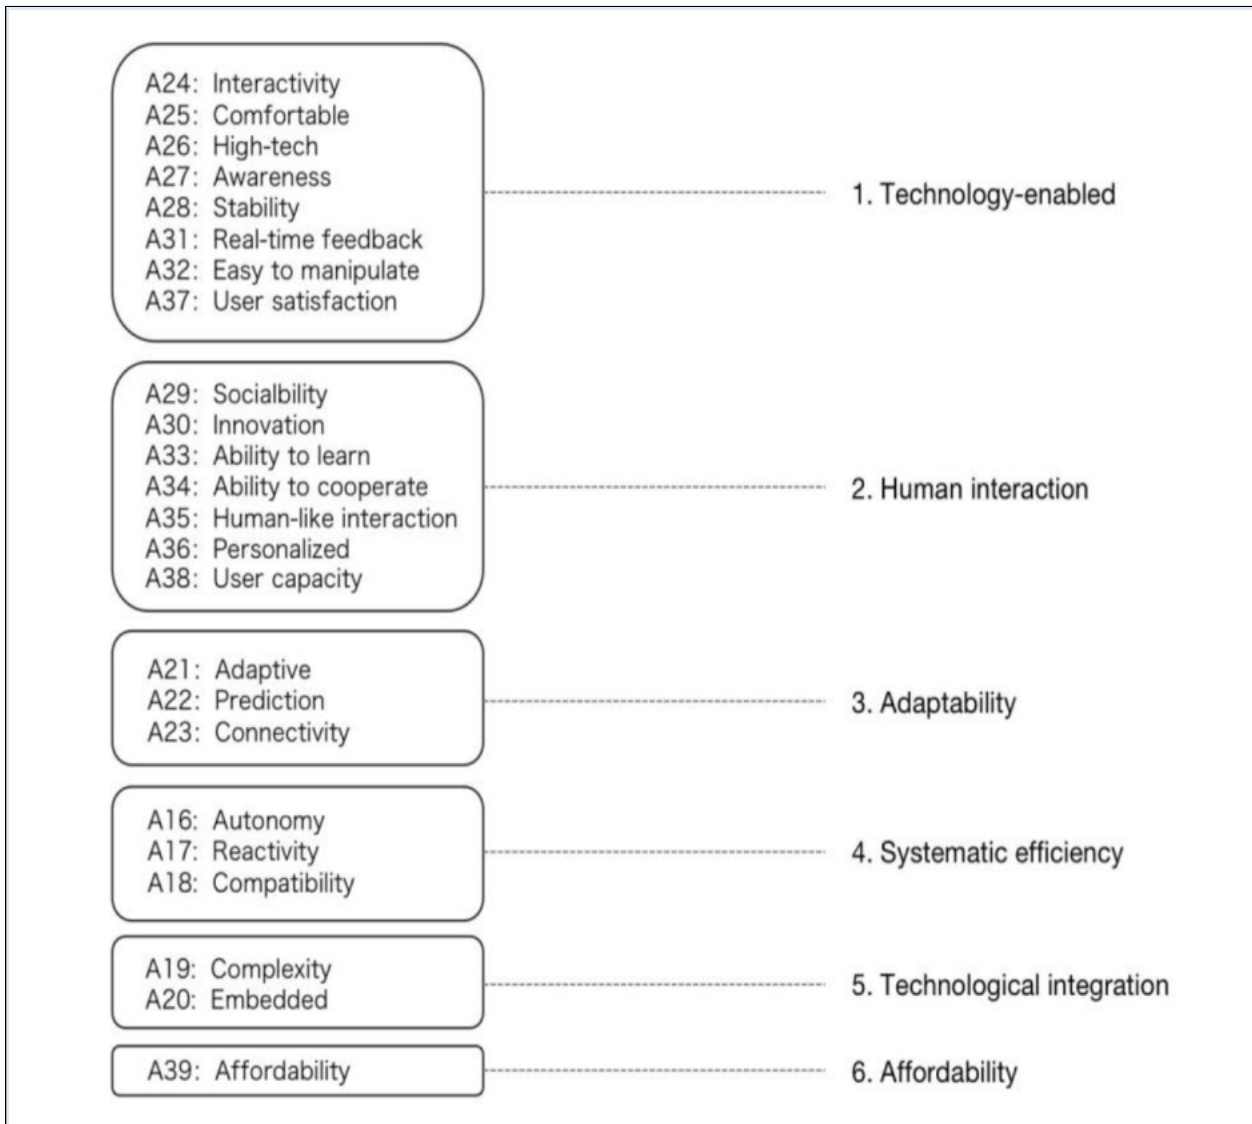 A24: Interactivity
A25: Comfortable
A26: High-tech
A27: Awareness
A28: Stability
A31: Real-time feedback
A32: Easy to manipulate
A37: User satisfaction
1. Technology-enabled
A29: Socialbility
A30: Innovation
A33: Ability to learn
A34: Ability to cooperate
A35: Human-like interaction
A36: Personalized
A38: User capacity
2. Human interaction
A21: Adaptive
A22: Prediction
A23: Connectivity
3. Adaptability
A16: Autonomy
A17: Reactivity
A18: Compatibility
4. Systematic efficiency
A19: Complexity
A20: Embedded
5. Technological integration
A39: Affordability
6. Affordability